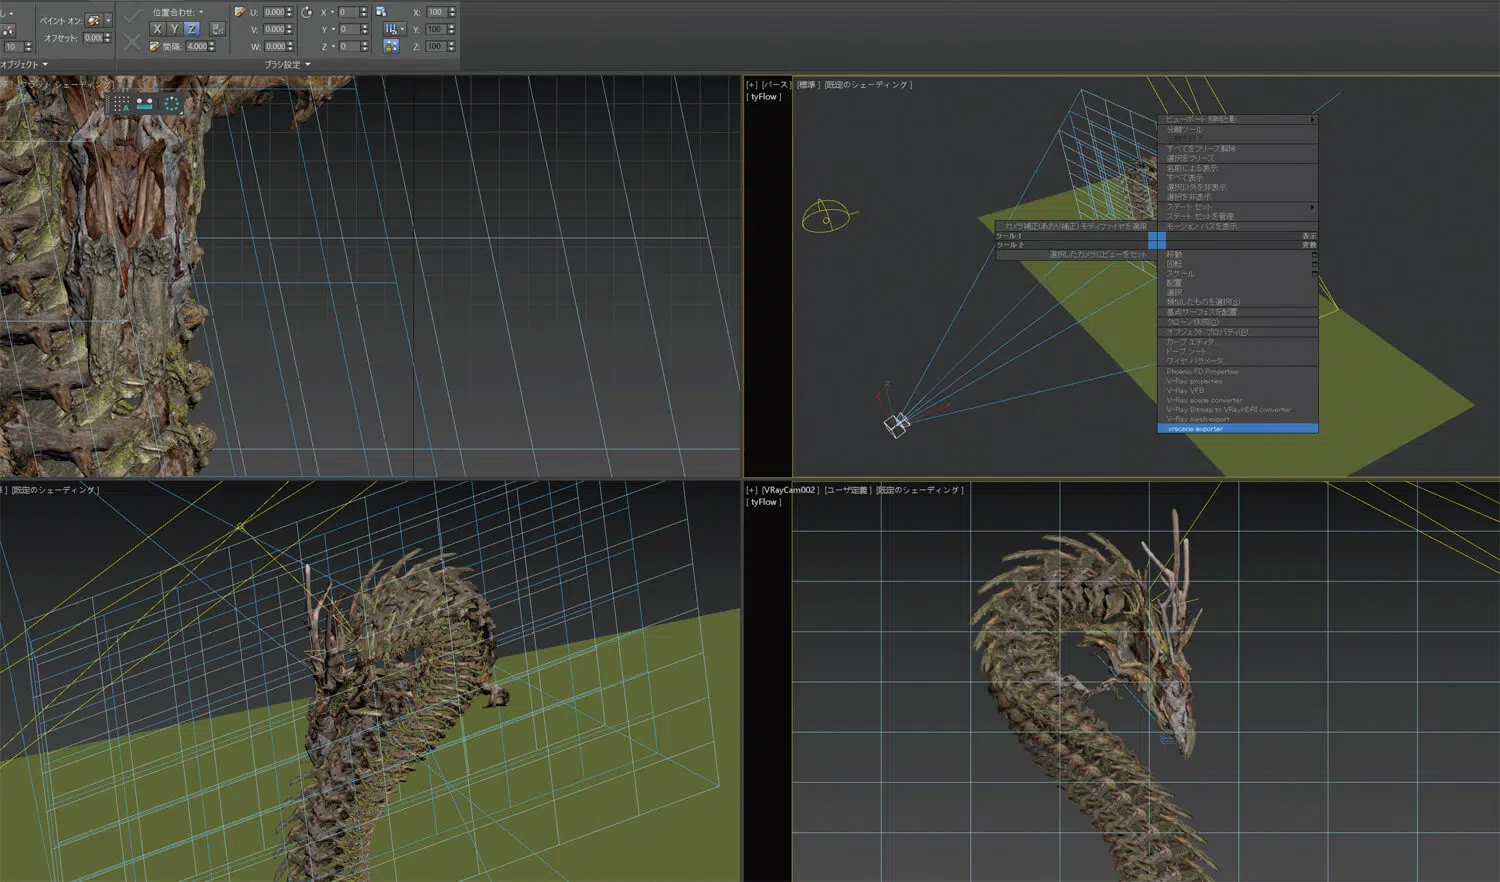 ペイント オン:
オフセット: 0.00
10
オブジェクト
位置合わせ:
X Y Z
間隔: 4.000
U: 0.000
V: 0.000
W: 0.000
X 0
Y 0
Z 0
X: 100
Y: 100
Z: 100
ブラシ設定
[+] [パース] [標準] [既定のシェーディング]
[ tyFlow ]
ビューポート 照明と影
分離ツール
すべてをフリーズ解除
選択をフリーズ
名前による表示
すべて表示
選択以外を非表示
選択を非表示
ステート セット
ステート セットを管理
モーション パスを表示
カメラ補正(あおり補正) モディファイヤを適用
ツール 1
表示
ツール 2
変換
選択したカメラにビューをセット
移動
回転
スケール
配置
選択
類似したものを選択(S)
基点サーフェスを配置
クローン作成(C)
オブジェクト プロパティ(P)
カーブ エディタ
ドープ シート
ワイヤ パラメータ
Phoenix FD Properties
V-Ray properties
V-Ray VFB
V-Ray scene converter
V-Ray Bitmap to VRayHDRI converter
V-Ray mesh export
.vrscene exporter
] [既定のシェーディング]
[+] [VRayCam002] [ユーザ定義] [既定のシェーディング]
[ tyFlow ]